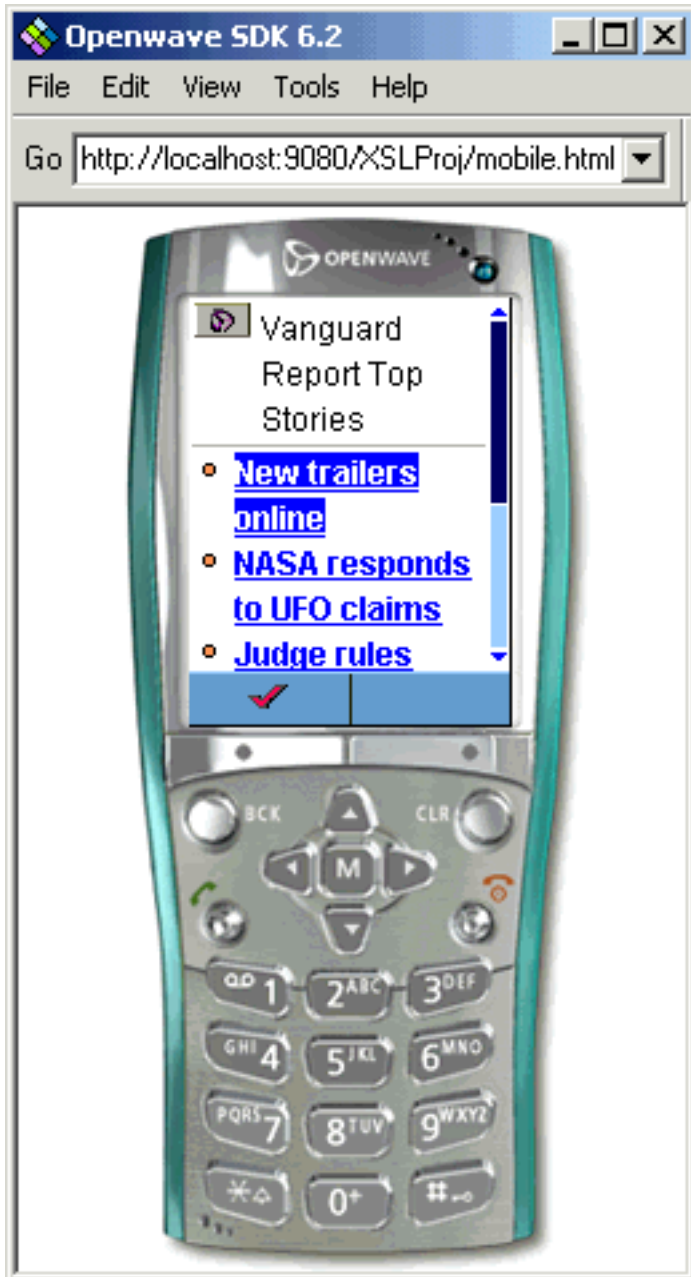 Openwave SDK 6.2
File Edit View Tools Help
Go http://localhost:9080/XSLProj/mobile.html
OPENWAVE
Vanguard
Report Top
Stories
New trailers
online
NASA responds
to UFO claims
Judge rules
BCK CLR
M
1 2ABC 3DEF
GHI4 5JKL 6MNO
PQRS7 8TUV 9WXYZ
* 0+ #